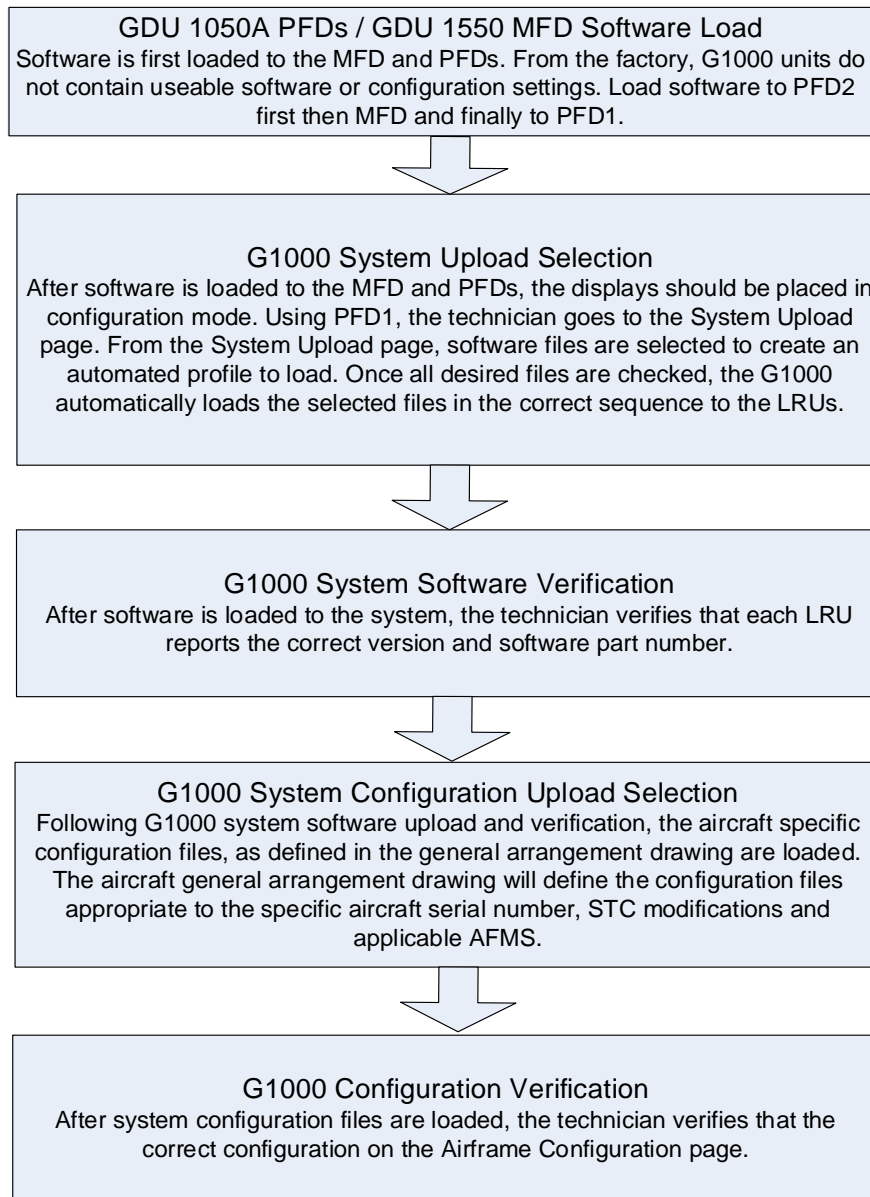 GDU 1050A PFDs / GDU 1550 MFD Software Load
Software is first loaded to the MFD and PFDs. From the factory, G1000 units do
not contain useable software or configuration settings. Load software to PFD2
first then MFD and finally to PFD1.
G1000 System Upload Selection
After software is loaded to the MFD and PFDs, the displays should be placed in
configuration mode. Using PFD1, the technician goes to the System Upload
page. From the System Upload page, software files are selected to create an
automated profile to load. Once all desired files are checked, the G1000
automatically loads the selected files in the correct sequence to the LRUs.
G1000 System Software Verification
After software is loaded to the system, the technician verifies that each LRU
reports the correct version and software part number.
G1000 System Configuration Upload Selection
Following G1000 system software upload and verification, the aircraft specific
configuration files, as defined in the general arrangement drawing are loaded.
The aircraft general arrangement drawing will define the configuration files
appropriate to the specific aircraft serial number, STC modifications and
applicable AFMS.
G1000 Configuration Verification
After system configuration files are loaded, the technician verifies that the
correct configuration on the Airframe Configuration page.